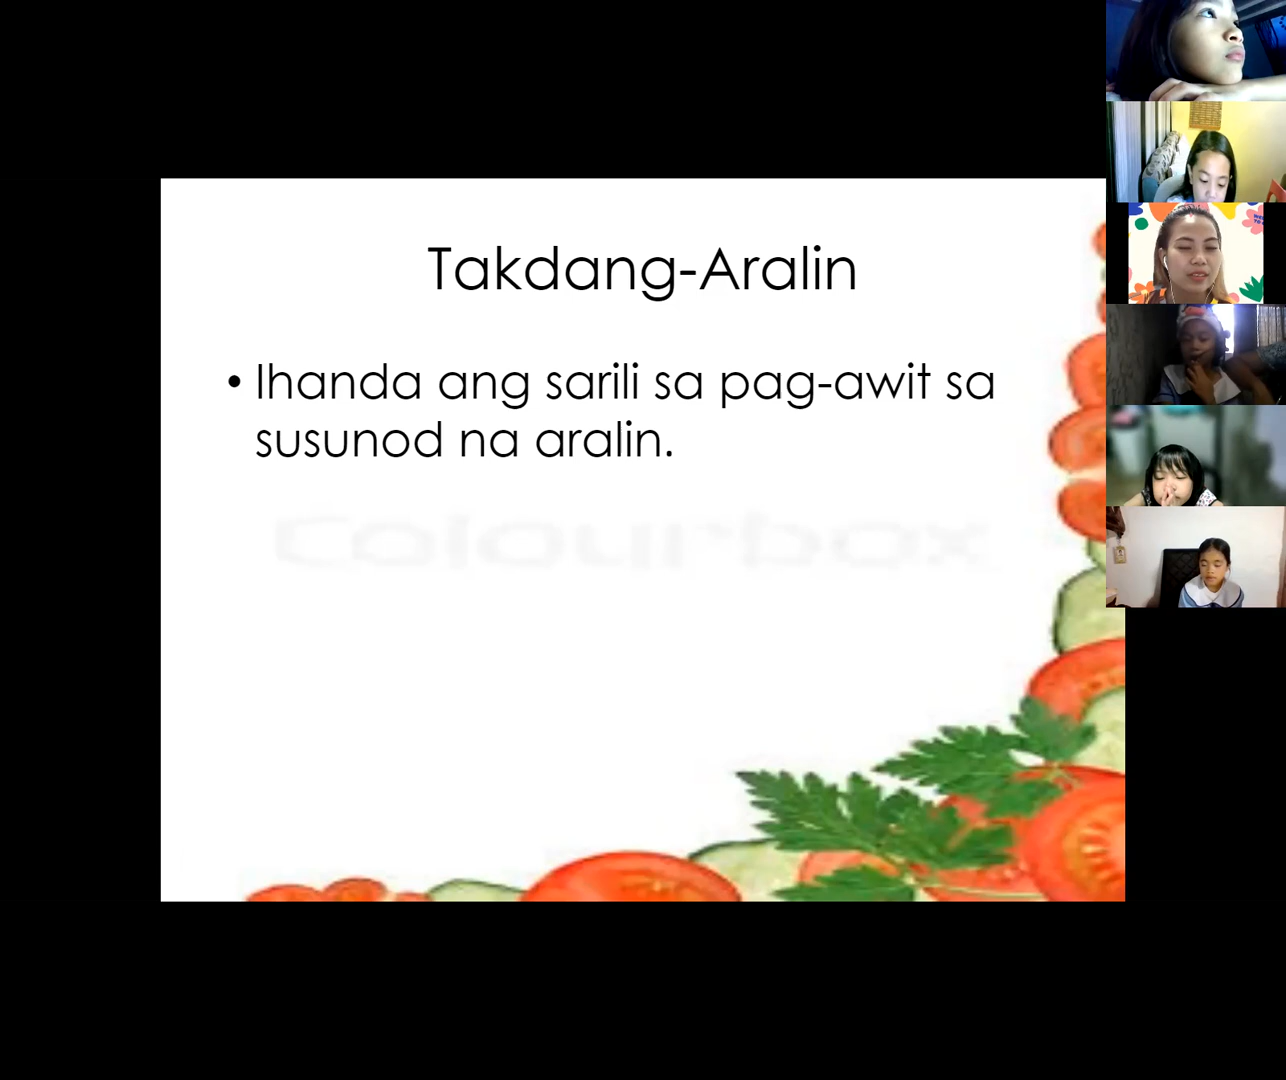 Takdang-Aralin
• Ihanda ang sarili sa pag-awit sa
susunod na aralin.
colourbox